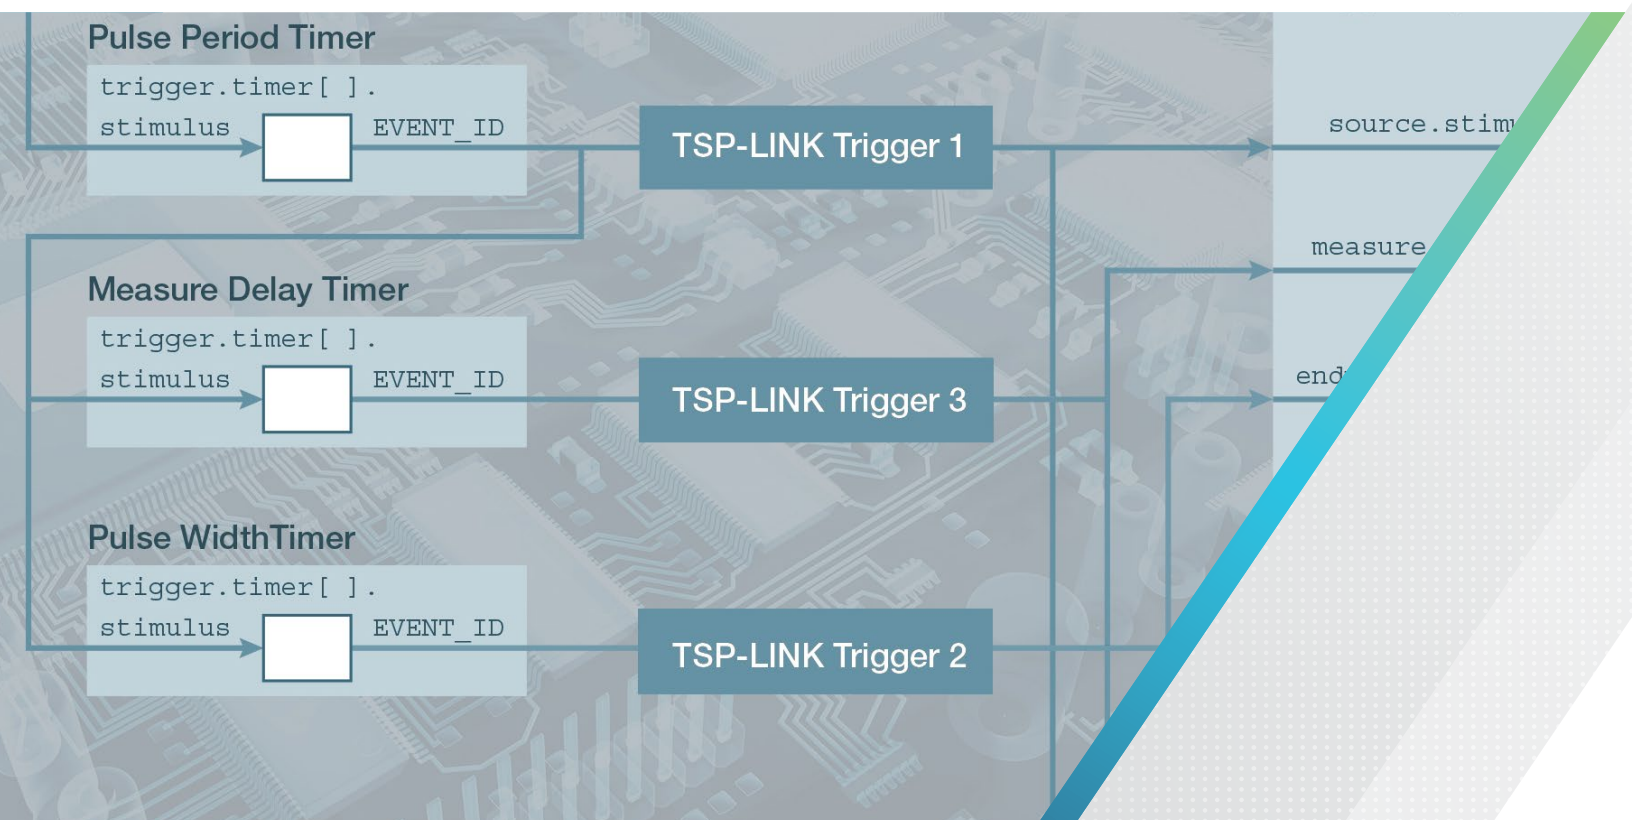 Pulse Period Timer
trigger.timer[ ].
stimulus EVENT_ID
TSP-LINK Trigger 1
source.stimu
measure
Measure Delay Timer
trigger.timer[ ].
stimulus EVENT_ID
TSP-LINK Trigger 3
end
Pulse WidthTimer
trigger.timer[ ].
stimulus EVENT_ID
TSP-LINK Trigger 2